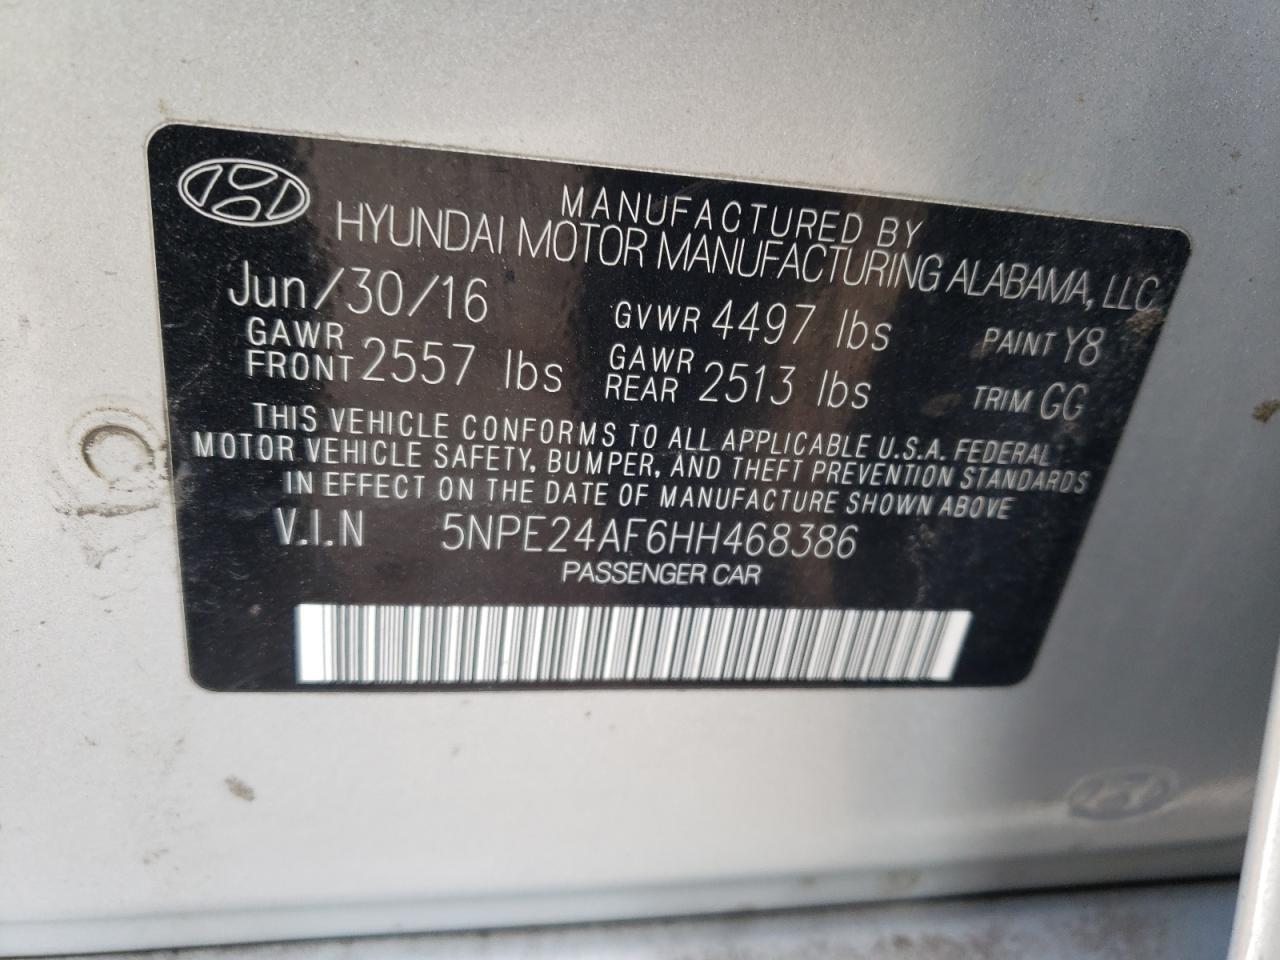 MANUFACTURED BY
HYUNDAI MOTOR MANUFACTURING ALABAMA, LLC
Jun/30/16 GVWR 4497 lbs PAINT Y8
GAWR FRONT 2557 lbs GAWR REAR 2513 lbs TRIM GG
THIS VEHICLE CONFORMS TO ALL APPLICABLE U.S.A. FEDERAL
MOTOR VEHICLE SAFETY, BUMPER, AND THEFT PREVENTION STANDARDS
IN EFFECT ON THE DATE OF MANUFACTURE SHOWN ABOVE
V.I.N 5NPE24AF6HH468386
PASSENGER CAR